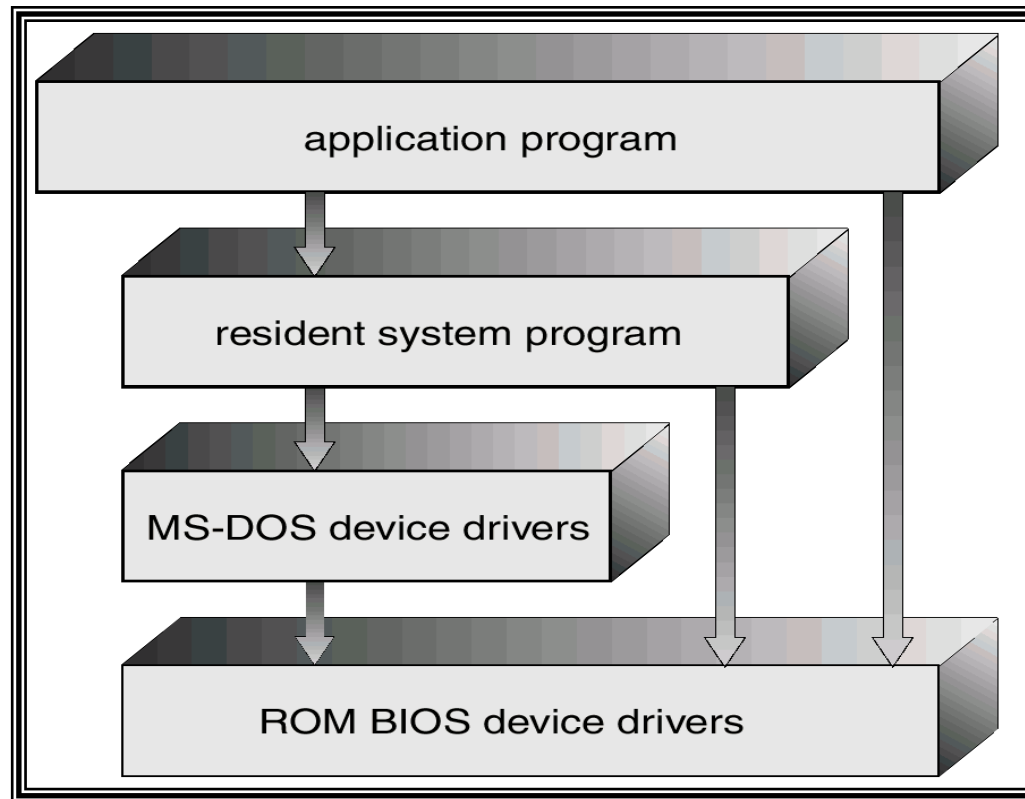 application program
resident system program
MS-DOS device drivers
ROM BIOS device drivers